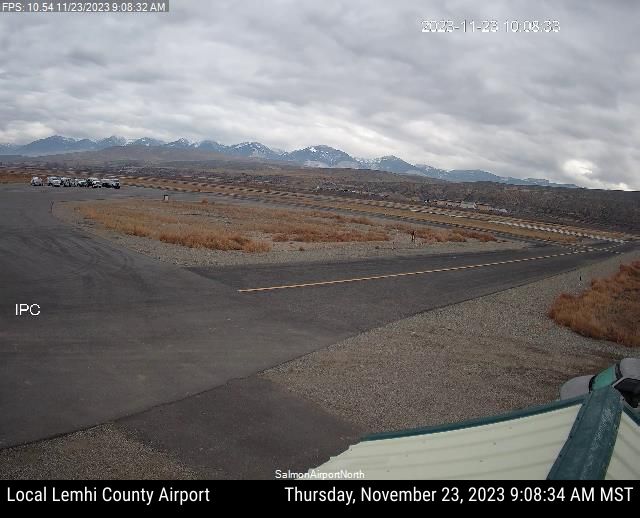 FPS: 10.54 11/23/2023 9:08:32 AM
2023-11-23 10:08:33
IPC
SalmonAirportNorth
Local Lemhi County Airport Thursday, November 23, 2023 9:08:34 AM MST